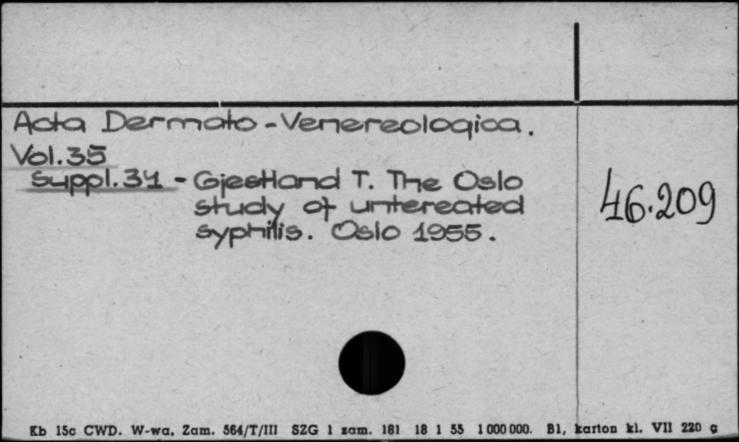 Acta Dermato-Venereologica.
Vol.35
Suppl.34 - Gjestland T. The Oslo
study of untereated
syphilis. Oslo 1955.
46.209
Kb 15c CWD. W-wa, Zam. 564/T/III SZG 1 zam. 181 18 1 55 1 000 000. B1, karton kl. VII 220 g